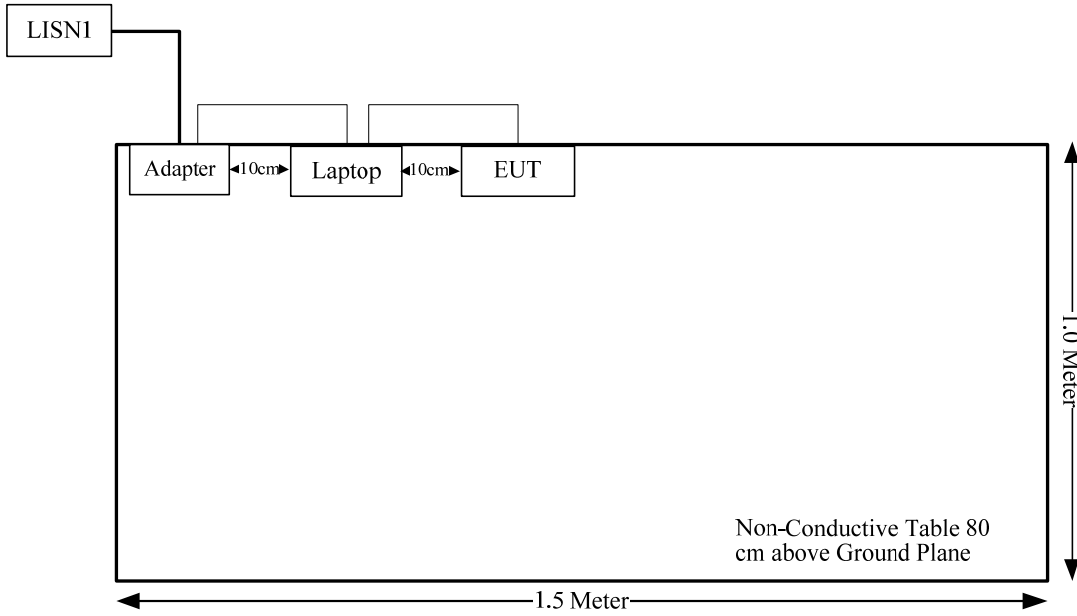 LISN1
Adapter
10cm
Laptop
10cm
EUT
1.0 Meter
Non-Conductive Table 80
cm above Ground Plane
1.5 Meter